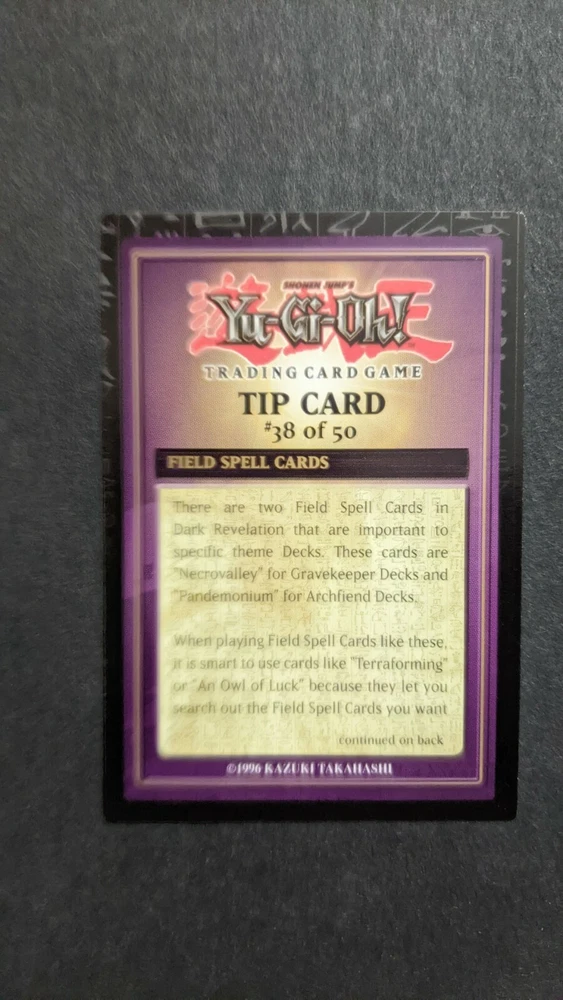 SHONEN JUMP'S
遊戯王
Yu-Gi-Oh!
TRADING CARD GAME
TIP CARD
#38 of 50
FIELD SPELL CARDS
There are two Field Spell Cards in
Dark Revelation that are important to
specific theme Decks. These cards are
"Necrovalley" for Gravekeeper Decks and
"Pandemonium" for Archfiend Decks.
When playing Field Spell Cards like these,
it is smart to use cards like "Terraforming"
or "An Owl of Luck" because they let you
search out the Field Spell Cards you want
continued on back
©1996 KAZUKI TAKAHASHI